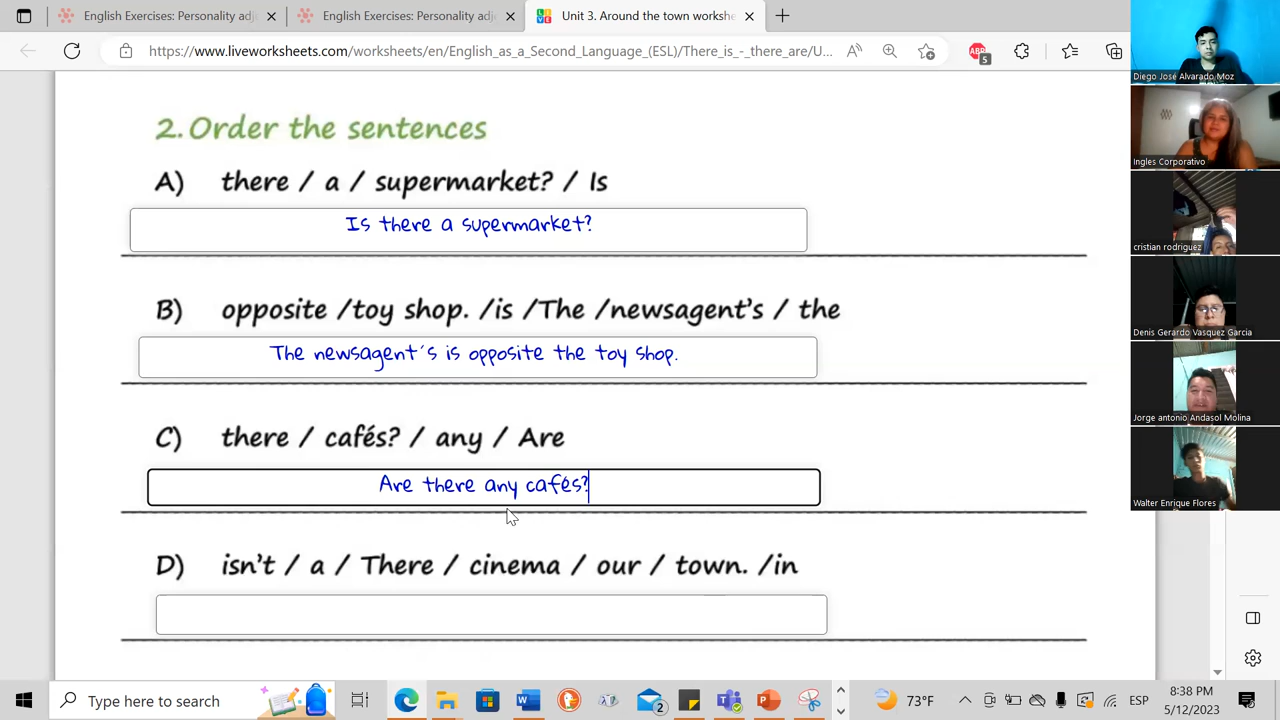 English Exercises: Personality adje
English Exercises: Personality adj
Unit 3. Around the town workshe
https://www.liveworksheets.com/worksheets/en/English_as_a_Second_Language_(ESL)/There_is_-_there_are/U...
2. Order the sentences
A) there / a / supermarket? / Is
Is there a supermarket?
B) opposite /toy shop. /is /The /newsagent's / the
The newsagent´s is opposite the toy shop.
C) there / cafés? / any / Are
Are there any cafés?
D) isn't / a / There / cinema / our / town. /in
Diego José Alvarado Moz
Ingles Corporativo
cristian rodriguez
Denis Gerardo Vasquez Garcia
Jorge antonio Andasol Molina
Walter Enrique Flores
Type here to search
2
73°F
ESP
8:38 PM
5/12/2023